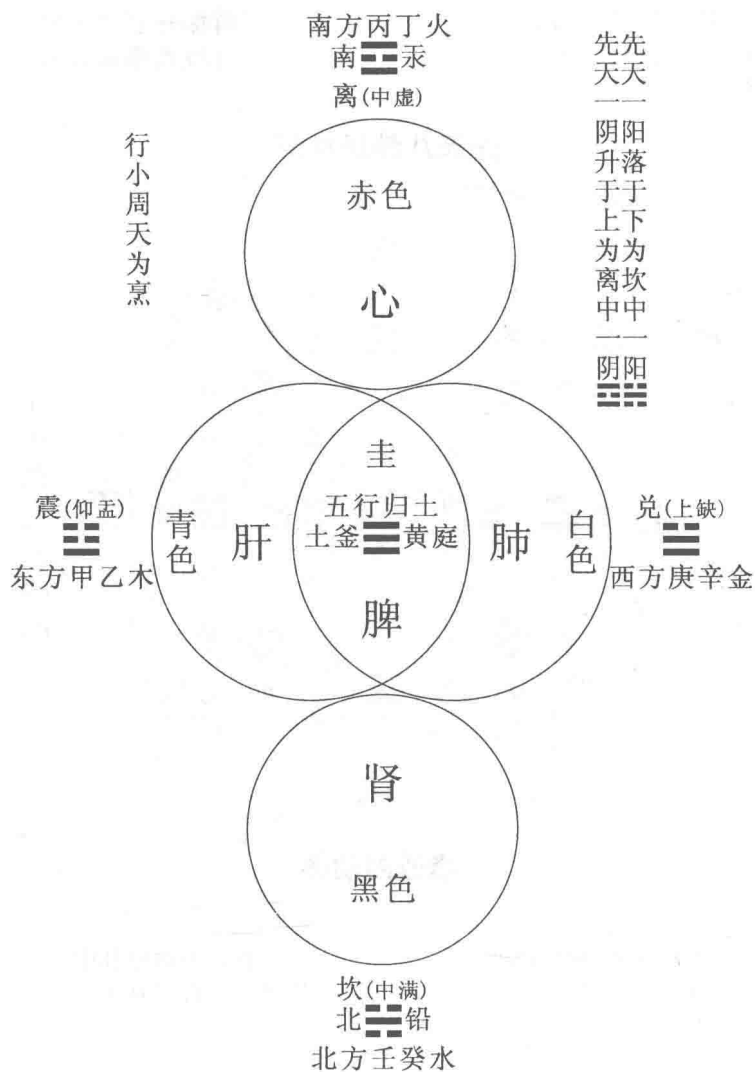 南方丙丁火
南☲汞
离(中虚)
先天一阳落于下为坎中一阳☵
先天一阴升于上为离中一阴☲
行小周天为烹
赤色
心
圭
五行归土
土釜☰黄庭
脾
震(仰盂)
☳
东方甲乙木
青色
肝
肺
白色
兑(上缺)
☱
西方庚辛金
肾
黑色
坎(中满)
北☵铅
北方壬癸水